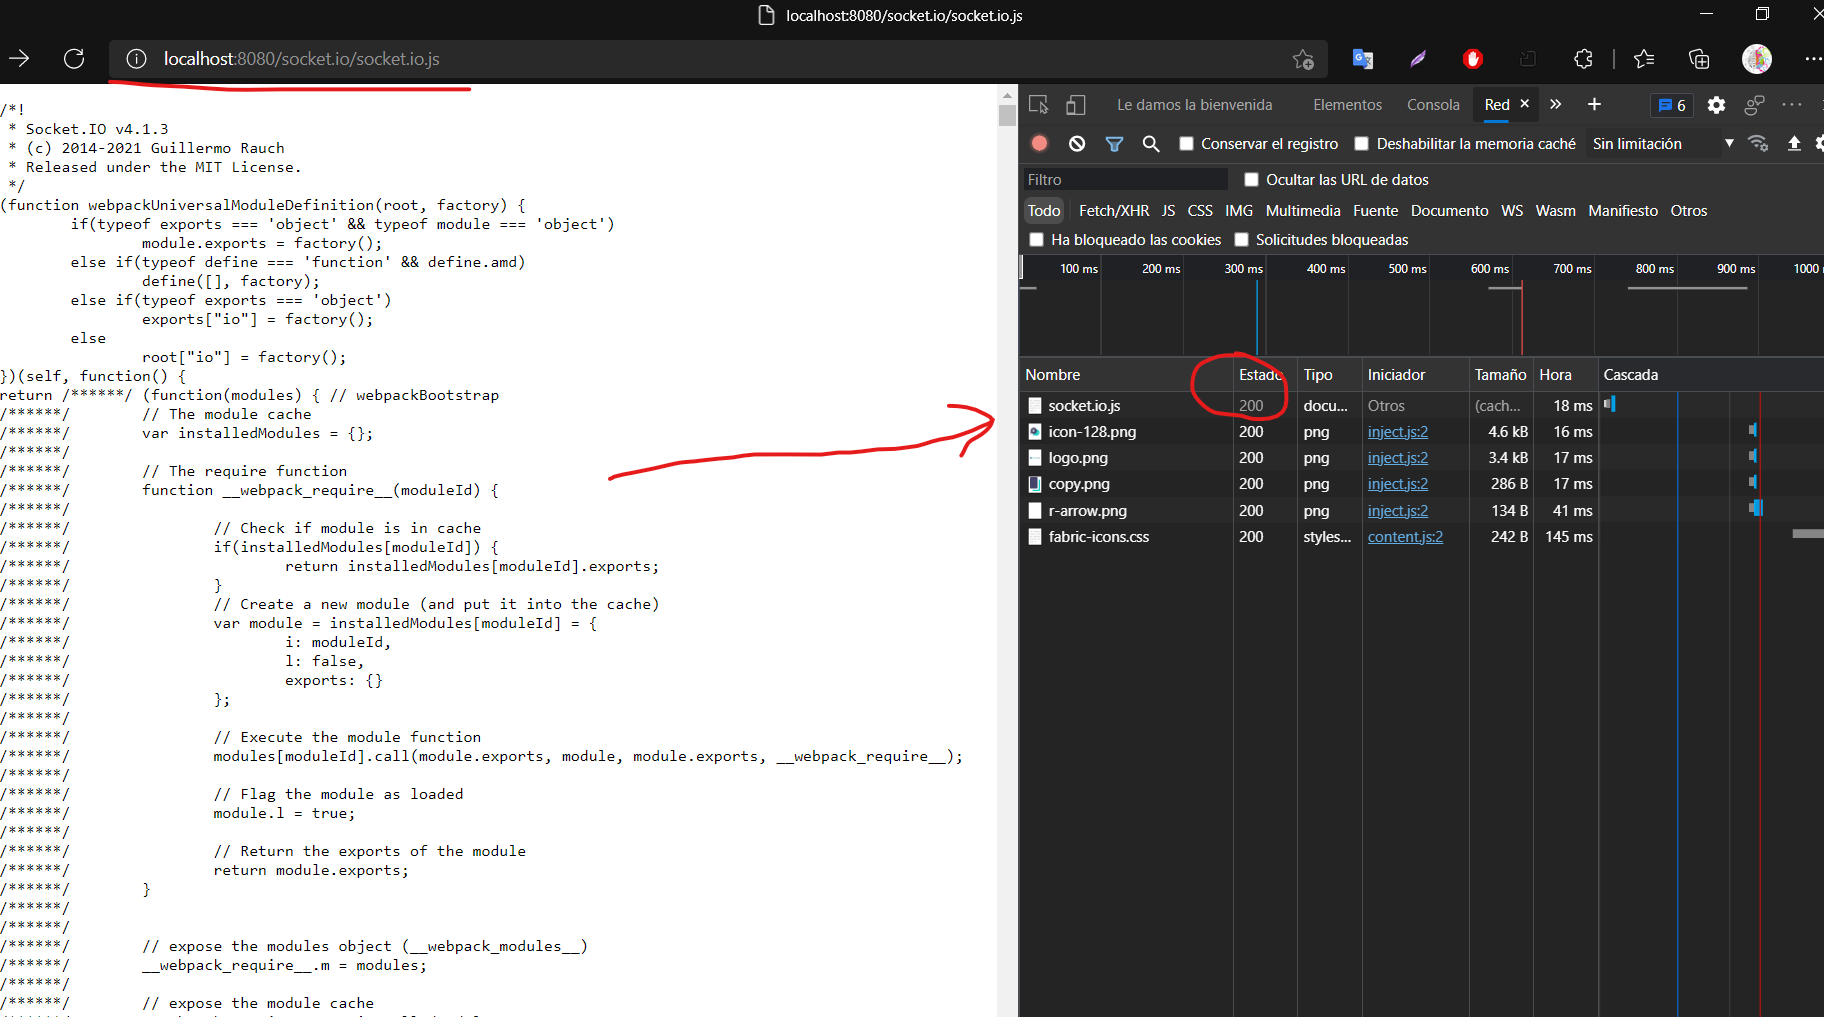 localhost:8080/socket.io/socket.io.js
localhost:8080/socket.io/socket.io.js
/*!
 * Socket.IO v4.1.3
 * (c) 2014-2021 Guillermo Rauch
 * Released under the MIT License.
 */
(function webpackUniversalModuleDefinition(root, factory) {
        if(typeof exports === 'object' && typeof module === 'object')
                module.exports = factory();
        else if(typeof define === 'function' && define.amd)
                define([], factory);
        else if(typeof exports === 'object')
                exports["io"] = factory();
        else
                root["io"] = factory();
})(self, function() {
return /******/ (function(modules) { // webpackBootstrap
/******/        // The module cache
/******/        var installedModules = {};
/******/
/******/        // The require function
/******/        function __webpack_require__(moduleId) {
/******/
/******/                // Check if module is in cache
/******/                if(installedModules[moduleId]) {
/******/                        return installedModules[moduleId].exports;
/******/                }
/******/                // Create a new module (and put it into the cache)
/******/                var module = installedModules[moduleId] = {
/******/                        i: moduleId,
/******/                        l: false,
/******/                        exports: {}
/******/                };
/******/
/******/                // Execute the module function
/******/                modules[moduleId].call(module.exports, module, module.exports, __webpack_require__);
/******/
/******/                // Flag the module as loaded
/******/                module.l = true;
/******/
/******/                // Return the exports of the module
/******/                return module.exports;
/******/        }
/******/
/******/
/******/        // expose the modules object (__webpack_modules__)
/******/        __webpack_require__.m = modules;
/******/
/******/        // expose the module cache
Le damos la bienvenida Elementos Consola Red 6
Conservar el registro Deshabilitar la memoria caché Sin limitación
Filtro Ocultar las URL de datos
Todo Fetch/XHR JS CSS IMG Multimedia Fuente Documento WS Wasm Manifiesto Otros
Ha bloqueado las cookies Solicitudes bloqueadas
100 ms 200 ms 300 ms 400 ms 500 ms 600 ms 700 ms 800 ms 900 ms 1000
Nombre Estado Tipo Iniciador Tamaño Hora Cascada
socket.io.js 200 docu... Otros (cach... 18 ms
icon-128.png 200 png inject.js:2 4.6 kB 16 ms
logo.png 200 png inject.js:2 3.4 kB 17 ms
copy.png 200 png inject.js:2 286 B 17 ms
r-arrow.png 200 png inject.js:2 134 B 41 ms
fabric-icons.css 200 styles... content.js:2 242 B 145 ms